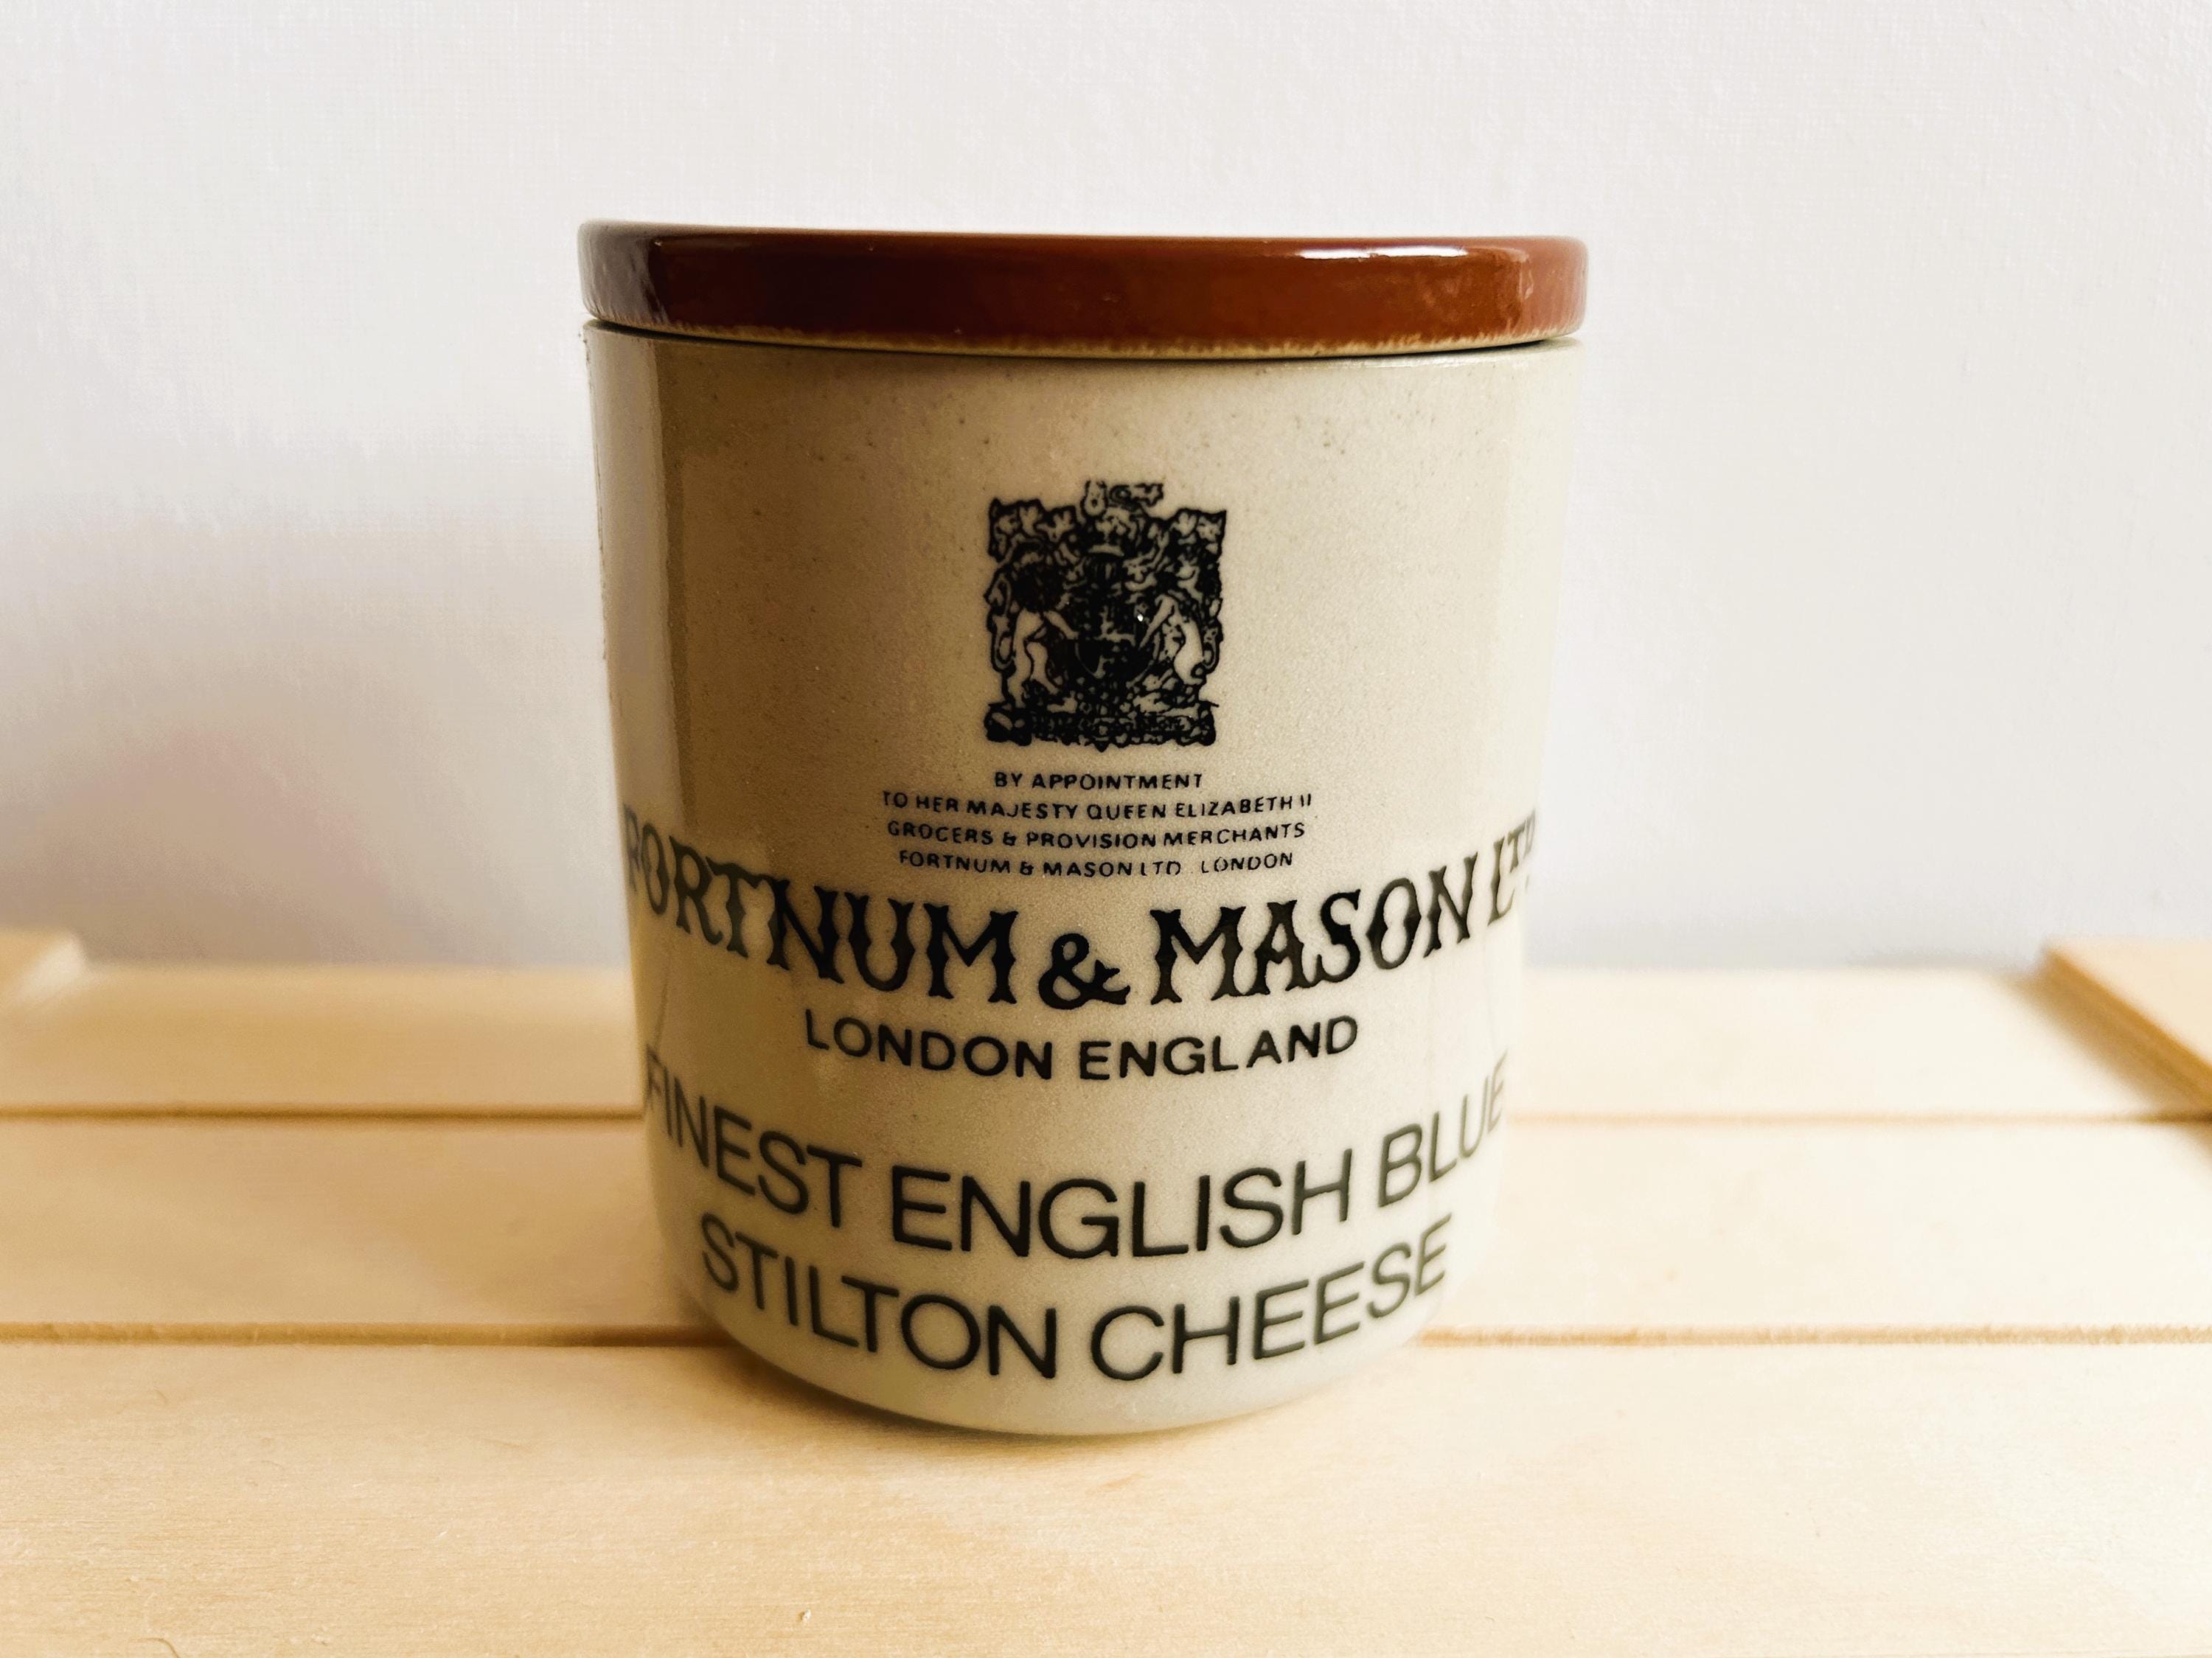 BY APPOINTMENT
TO HER MAJESTY QUEEN ELIZABETH II
GROCERS & PROVISION MERCHANTS
FORTNUM & MASON LTD LONDON
FORTNUM & MASON LTD
LONDON ENGLAND
FINEST ENGLISH BLUE
STILTON CHEESE